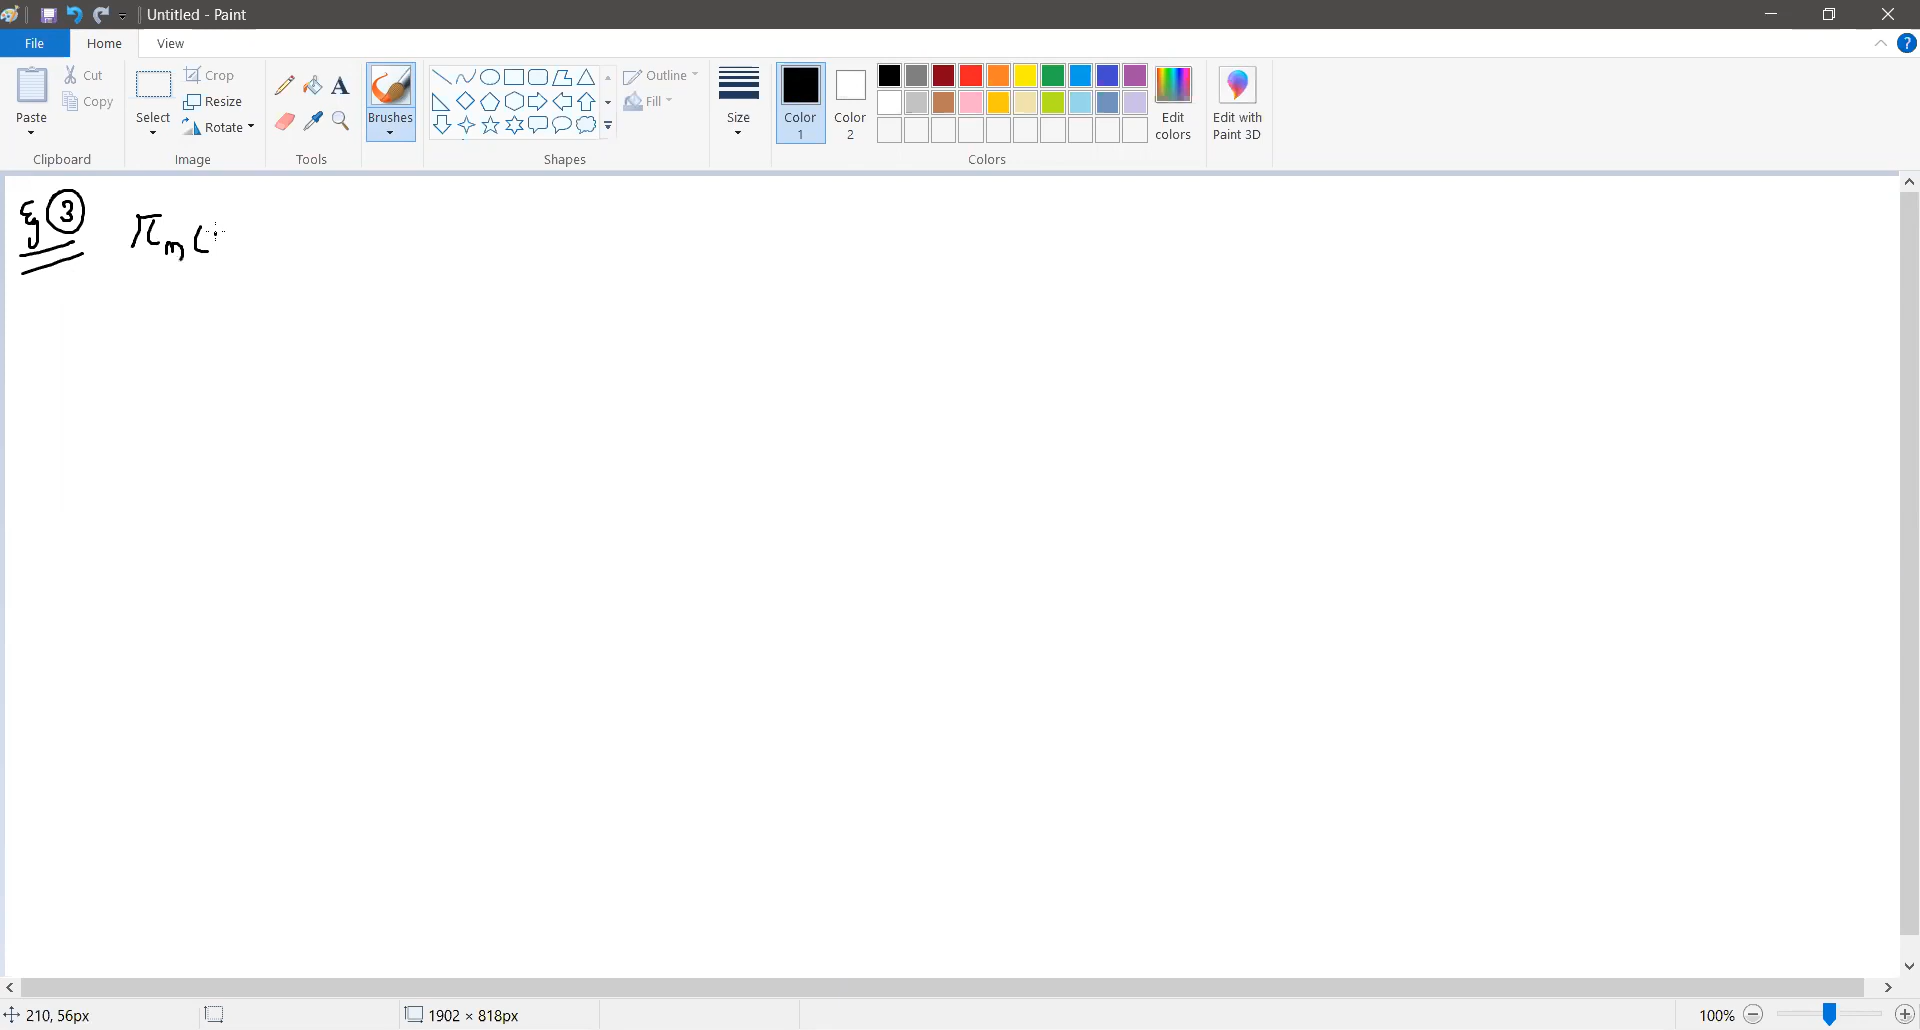 Untitled - Paint
File Home View
Paste Cut Copy Clipboard
Select Crop Resize Rotate Image
Tools
Brushes
Shapes Outline Fill
Size
Color 1 Color 2
Edit colors Colors
Edit with Paint 3D
Eg ③ π_m (
210, 56px 1902 × 818px 100%